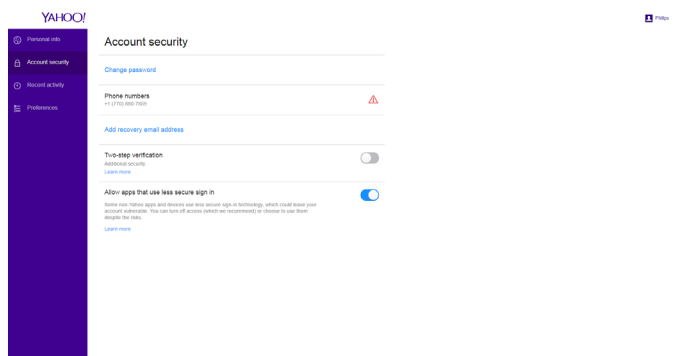 YAHOO!
Philips
Personal info
Account security
Recent activity
Preferences
Account security
Change password
Phone numbers
Add recovery email address
Two-step verification
Additional security.
Learn more
Allow apps that use less secure sign in
Some non-Yahoo apps and devices use less secure sign-in technology, which could leave your
account vulnerable. You can turn off access (which we recommend) or choose to use them
despite the risks.
Learn more